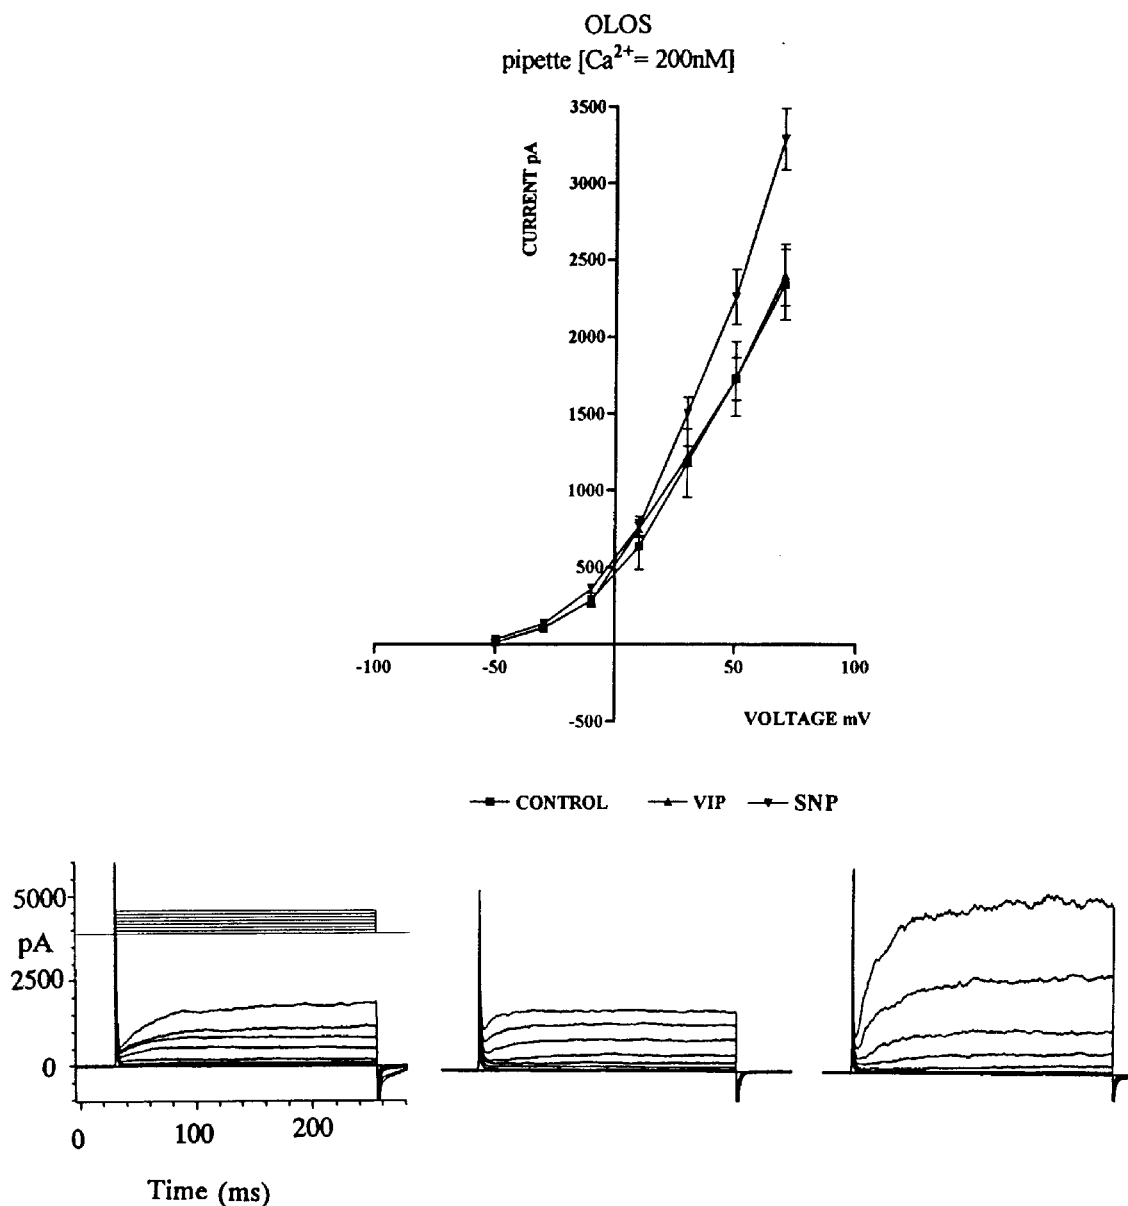 OLOS
pipette [Ca²⁺= 200nM]
3500
3000
2500
2000
1500
1000
500
-500
CURRENT pA
-100
-50
50
100
VOLTAGE mV
CONTROL VIP SNP
5000
pA
2500
0
0 100 200
Time (ms)